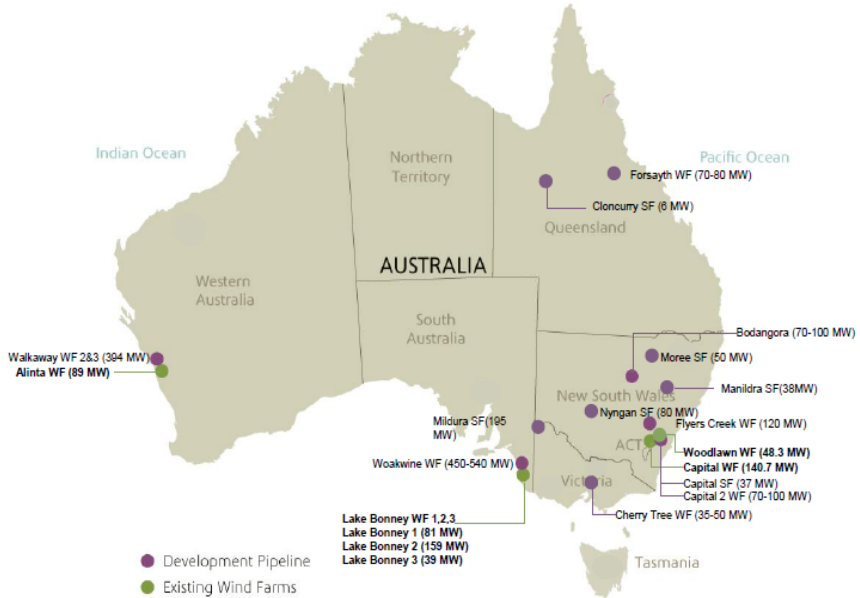 Indian Ocean
Northern
Territory
Pacific Ocean
Forsayth WF (70-80 MW)
Cloncurry SF (6 MW)
Queensland
AUSTRALIA
Western
Australia
South
Australia
Bodangora (70-100 MW)
Walkaway WF 2&3 (394 MW)
Alinta WF (89 MW)
Moree SF (50 MW)
Manildra SF(38MW)
New South Wales
Nyngan SF (80 MW)
Mildura SF(195
MW)
Flyers Creek WF (120 MW)
ACT
Woodlawn WF (48.3 MW)
Woakwine WF (450-540 MW)
Capital WF (140.7 MW)
Victoria
Capital SF (37 MW)
Capital 2 WF (70-100 MW)
Cherry Tree WF (35-50 MW)
Lake Bonney WF 1,2,3
Lake Bonney 1 (81 MW)
Lake Bonney 2 (159 MW)
Lake Bonney 3 (39 MW)
Development Pipeline
Tasmania
Existing Wind Farms